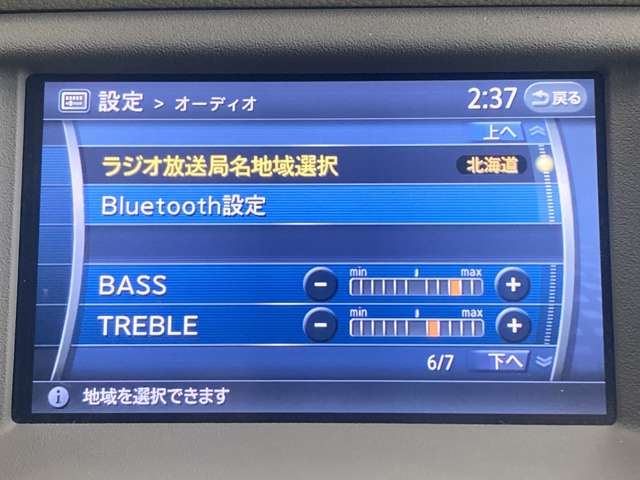 設定 > オーディオ 2:37 戻る
上へ
ラジオ放送局名地域選択 北海道
Bluetooth設定
min max
BASS − +
min max
TREBLE − +
6/7 下へ
i 地域を選択できます